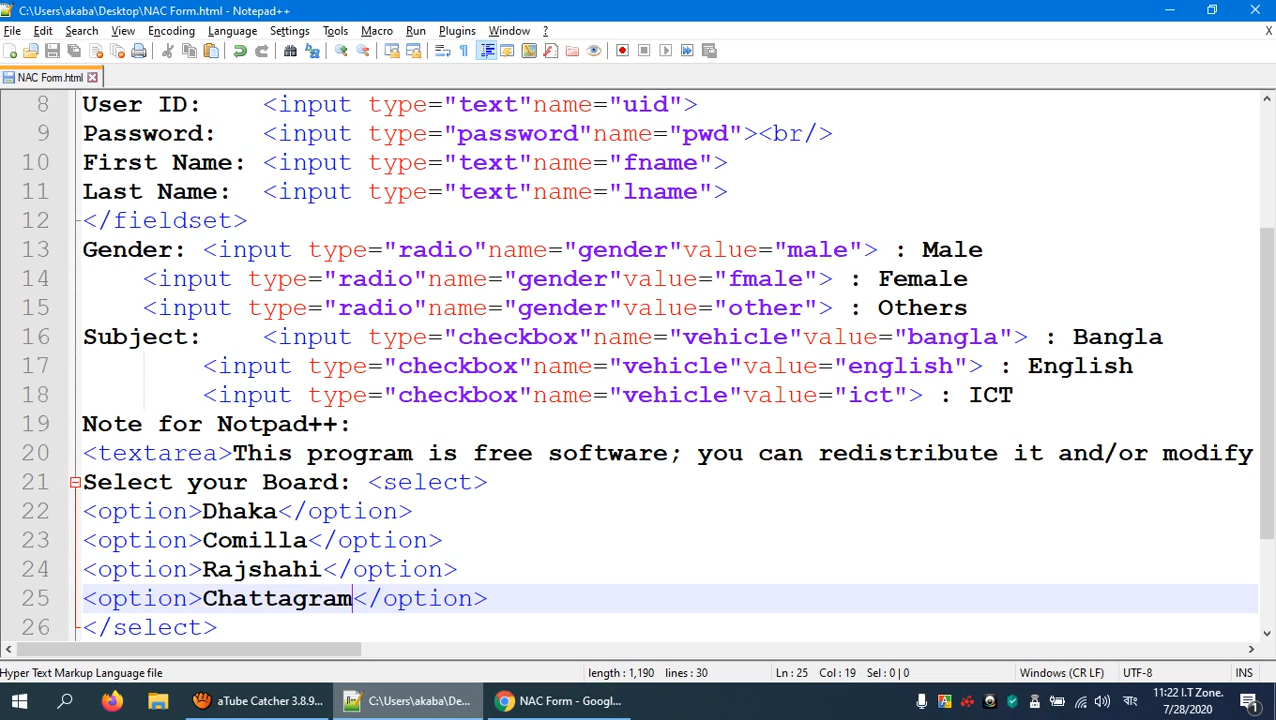 C:\Users\akaba\Desktop\NAC Form.html - Notepad++
File Edit Search View Encoding Language Settings Tools Macro Run Plugins Window ? X
NAC Form.html
8 User ID: <input type="text"name="uid">
9 Password: <input type="password"name="pwd"><br/>
10 First Name: <input type="text"name="fname">
11 Last Name: <input type="text"name="lname">
12 </fieldset>
13 Gender: <input type="radio"name="gender"value="male"> : Male
14 <input type="radio"name="gender"value="fmale"> : Female
15 <input type="radio"name="gender"value="other"> : Others
16 Subject: <input type="checkbox"name="vehicle"value="bangla"> : Bangla
17 <input type="checkbox"name="vehicle"value="english"> : English
18 <input type="checkbox"name="vehicle"value="ict"> : ICT
19 Note for Notpad++:
20 <textarea>This program is free software; you can redistribute it and/or modify
21 Select your Board: <select>
22 <option>Dhaka</option>
23 <option>Comilla</option>
24 <option>Rajshahi</option>
25 <option>Chattagram</option>
26 </select>
Hyper Text Markup Language file length : 1,190 lines : 30 Ln : 25 Col : 19 Sel : 0 | 0 Windows (CR LF) UTF-8 INS
aTube Catcher 3.8.9... C:\Users\akaba\De... NAC Form - Googl... বাং 11:22 I.T Zone.
7/28/2020 1